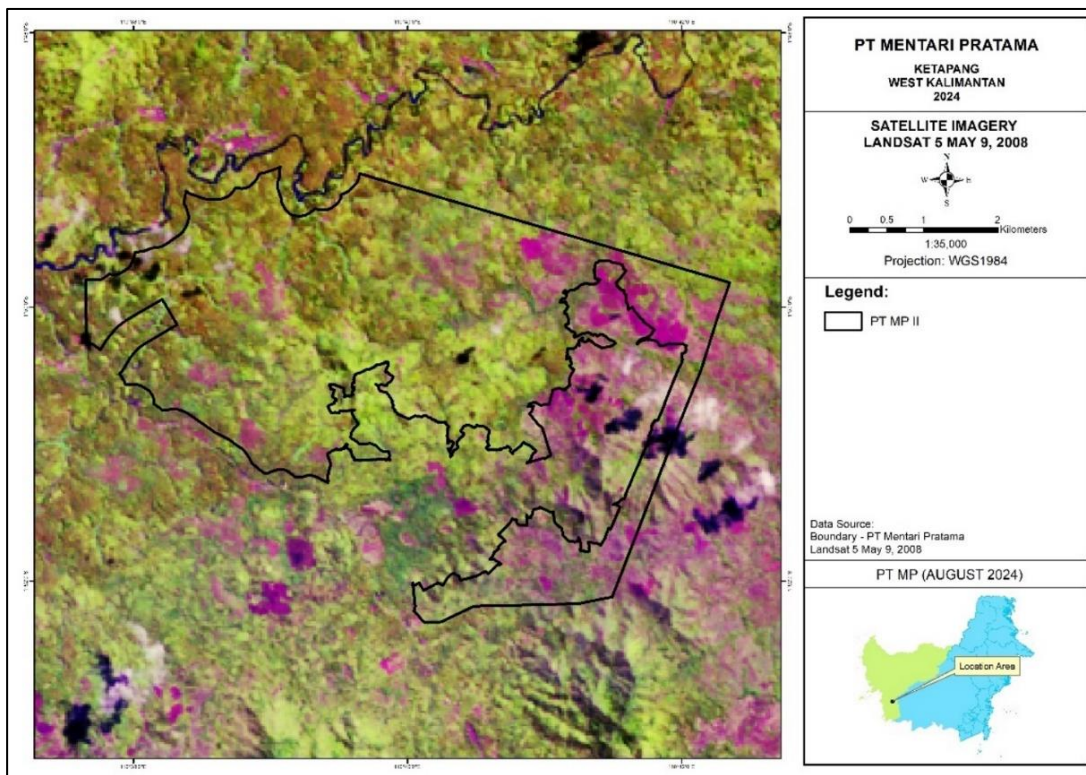 PT MENTARI PRATAMA
KETAPANG
WEST KALIMANTAN
2024
SATELLITE IMAGERY
LANDSAT 5 MAY 9, 2008
N
W E
S
0 0.5 1 2
Kilometers
1:35,000
Projection: WGS1984
Legend:
PT MP II
Data Source:
Boundary - PT Mentari Pratama
Landsat 5 May 9, 2008
PT MP (AUGUST 2024)
Location Area